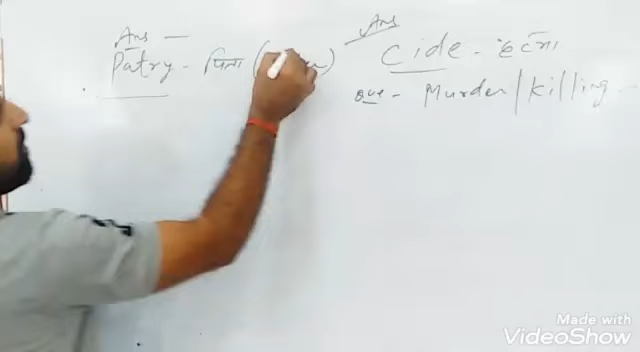 Ans -
Patry - पिता (
Ans
Cide - हत्या
que - Murder/killing -
Made with
VideoShow